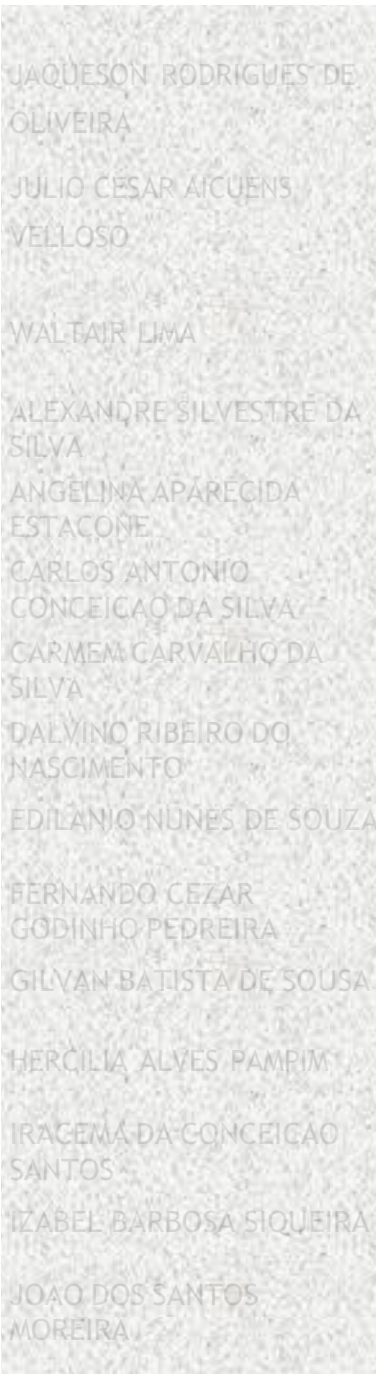 JAQUESON RODRIGUES DE
OLIVEIRA
JULIO CESAR AICUENS
VELLOSO
WALTAIR LIMA
ALEXANDRE SILVESTRE DA
SILVA
ANGELINA APARECIDA
ESTACONE
CARLOS ANTONIO
CONCEICAO DA SILVA
CARMEM CARVALHO DA
SILVA
DALVINO RIBEIRO DO
NASCIMENTO
EDILANIO NUNES DE SOUZA
FERNANDO CEZAR
GODINHO PEDREIRA
GILVAN BATISTA DE SOUSA
HERCILIA ALVES PAMPIM
IRACEMA DA CONCEICAO
SANTOS
IZABEL BARBOSA SIQUEIRA
JOAO DOS SANTOS
MOREIRA